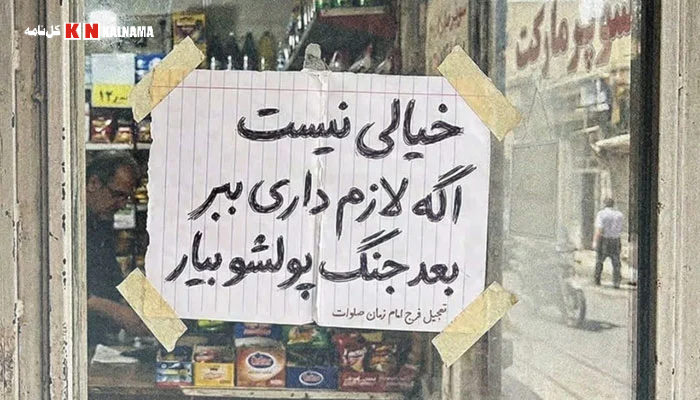 کل‌نامه KN KALNAMA
سوپر مارکت
خیالی نیست
اگه لازم داری ببر
بعد جنگ پولشو بیار
تعجیل فرج امام زمان صلوات